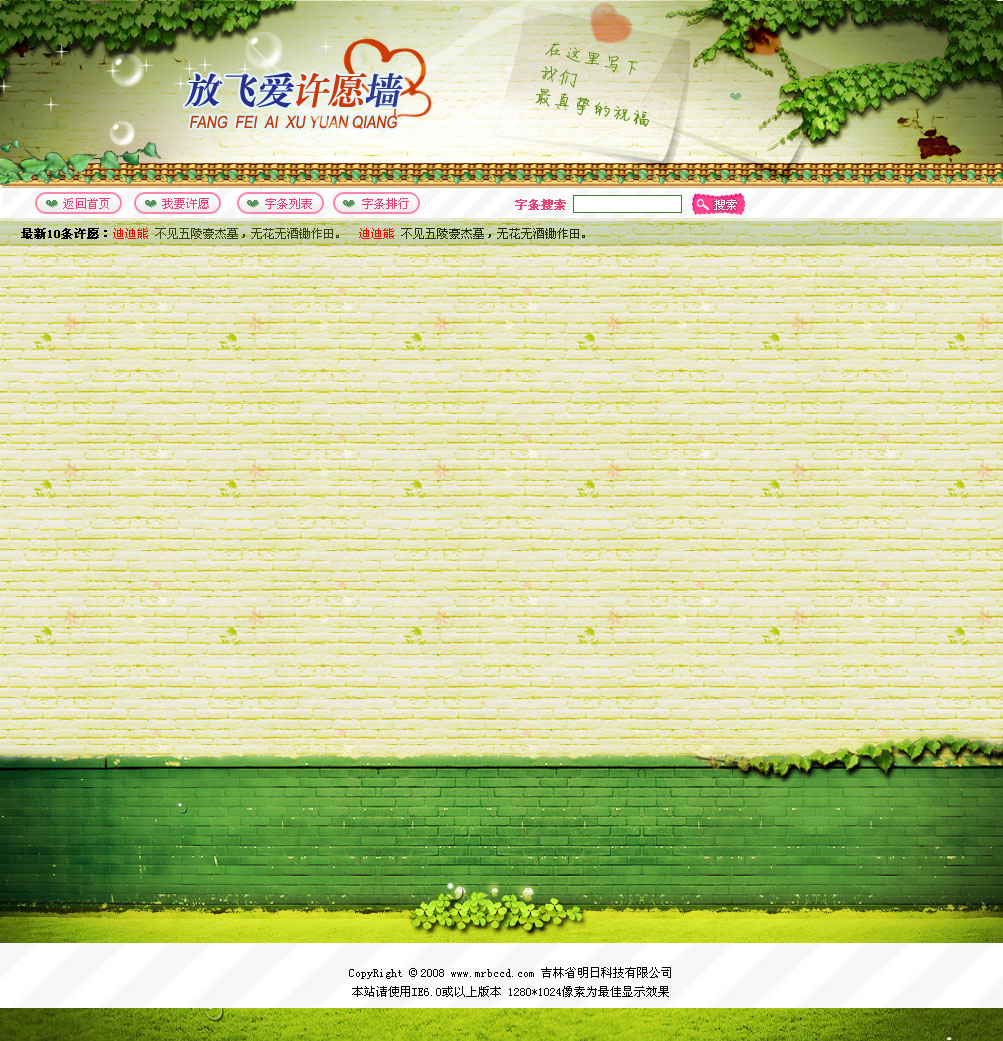 放飞爱许愿墙
FANG FEI AI XU YUAN QIANG
在这里写下
我们
最真挚的祝福
返回首页 我要许愿 字条列表 字条排行 字条搜索 搜索
最新10条许愿：迪迪熊 不见五陵豪杰墓，无花无酒锄作田。 迪迪熊 不见五陵豪杰墓，无花无酒锄作田。
CopyRight ©2008 www.mrbccd.com 吉林省明日科技有限公司
本站请使用IE6.0或以上版本 1280*1024像素为最佳显示效果